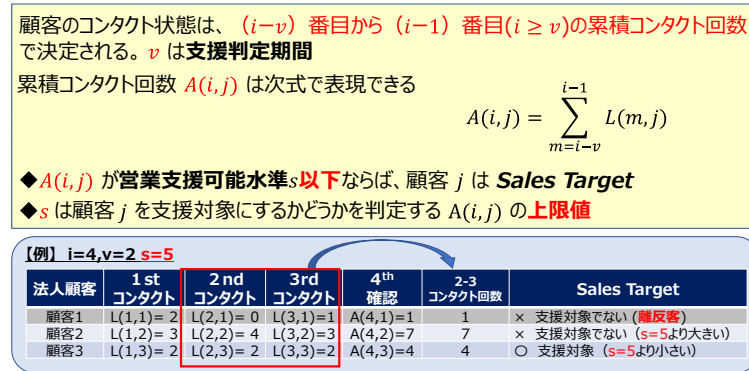 顧客のコンタクト状態は、（i−v）番目から（i−1）番目(i ≥ v)の累積コンタクト回数
で決定される。v は支援判定期間
累積コンタクト回数 A(i,j) は次式で表現できる
A(i,j) = \sum_{m=i-v}^{i-1} L(m,j)
◆A(i,j) が営業支援可能水準s以下ならば、顧客 j は Sales Target
◆s は顧客 j を支援対象にするかどうかを判定する A(i,j) の上限値
【例】 i=4,v=2 s=5
法人顧客 1st コンタクト 2nd コンタクト 3rd コンタクト 4th 確認 2-3 コンタクト回数 Sales Target
顧客1 L(1,1)= 2 L(2,1)= 0 L(3,1)=1 A(4,1)=1 1 × 支援対象でない (離反客)
顧客2 L(1,2)= 3 L(2,2)= 4 L(3,2)=3 A(4,2)=7 7 × 支援対象でない（s=5より大きい）
顧客3 L(1,3)= 2 L(2,3)= 2 L(3,3)=2 A(4,3)=4 4 〇 支援対象（s=5より小さい）